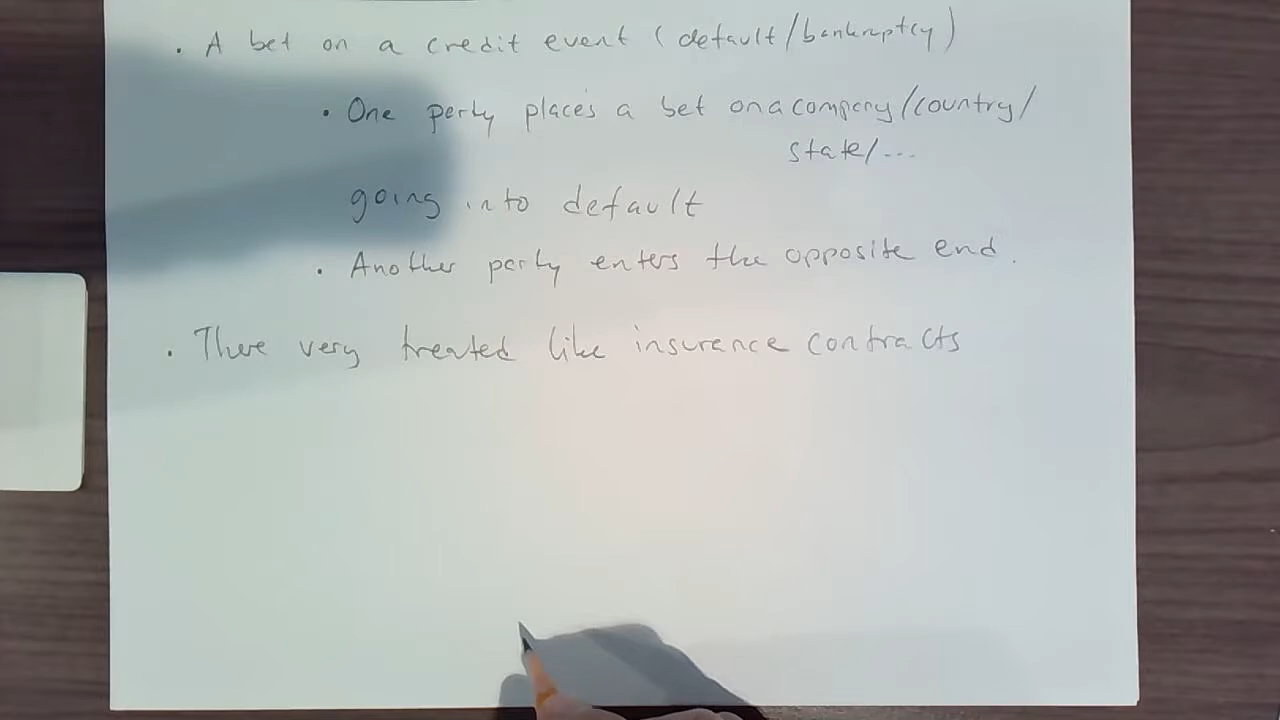 . A bet on a credit event (default/bankruptcy)
. One party places a bet on a company/country/
state/...
going into default
. Another party enters the opposite end.
. There very treated like insurance contracts